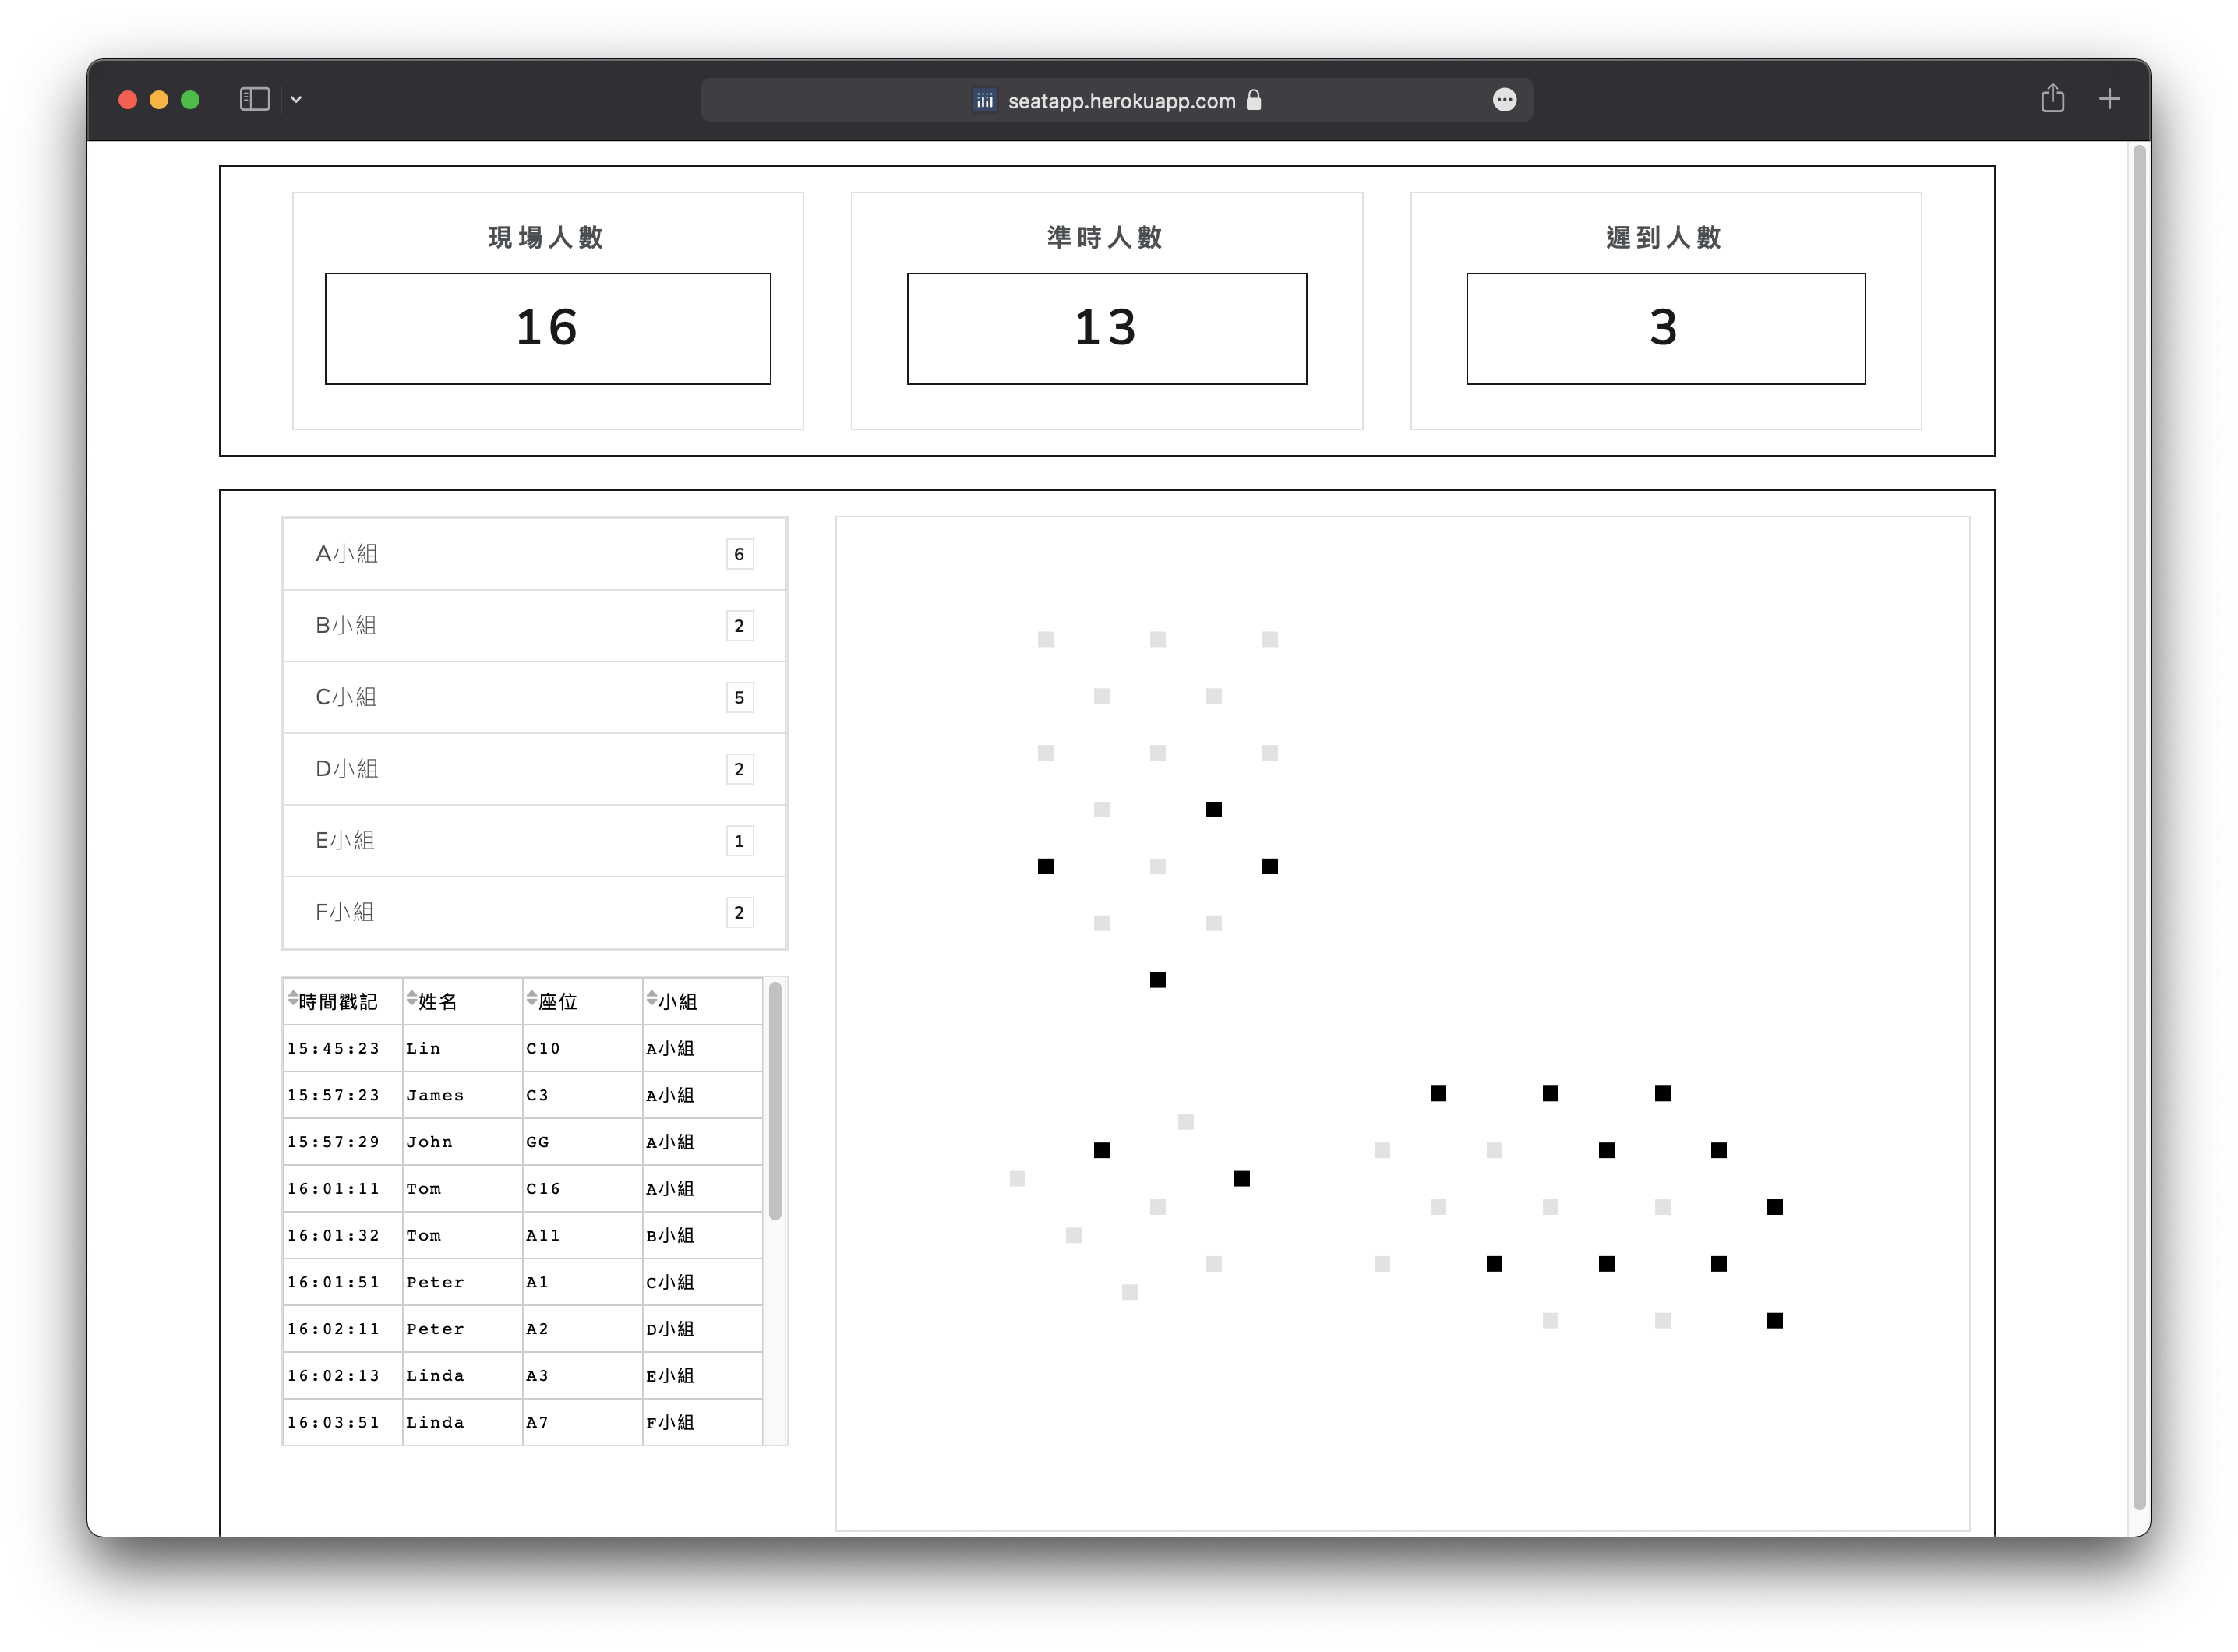 seatapp.herokuapp.com
現場人數
準時人數
遲到人數
16
13
3
A小組 6
B小組 2
C小組 5
D小組 2
E小組 1
F小組 2
時間戳記 姓名 座位 小組
15:45:23 Lin C10 A小組
15:57:23 James C3 A小組
15:57:29 John GG A小組
16:01:11 Tom C16 A小組
16:01:32 Tom A11 B小組
16:01:51 Peter A1 C小組
16:02:11 Peter A2 D小組
16:02:13 Linda A3 E小組
16:03:51 Linda A7 F小組